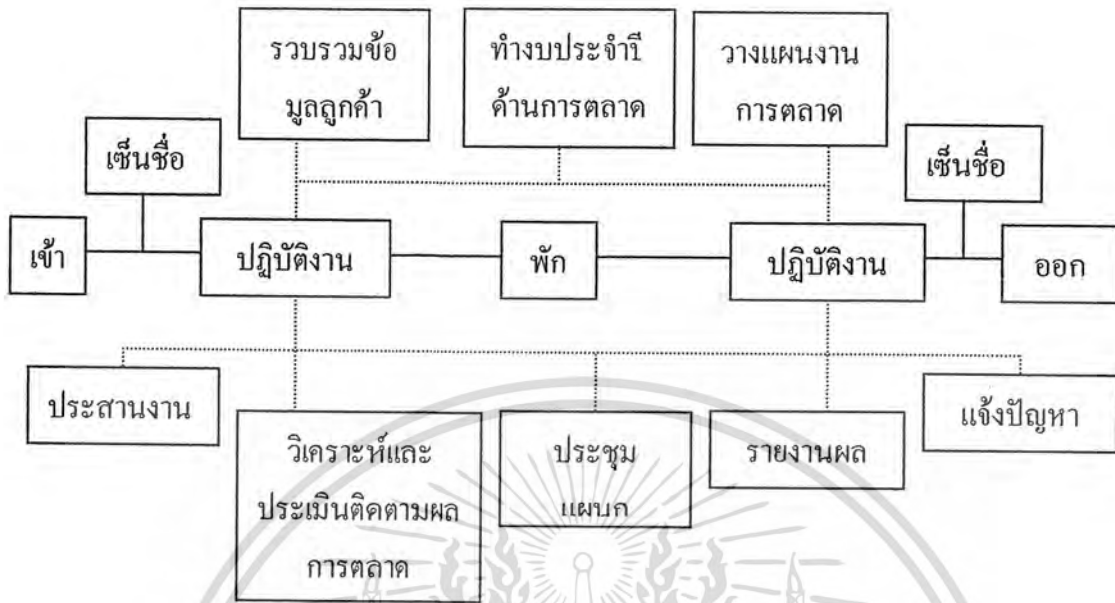 รวบรวมข้อ
มูลลูกค้า
ทำงบประจำปี
ด้านการตลาด
วางแผนงาน
การตลาด
เซ็นชื่อ
เซ็นชื่อ
เข้า
ปฏิบัติงาน
พัก
ปฏิบัติงาน
ออก
ประสานงาน
วิเคราะห์และ
ประเมินติดตามผล
การตลาด
ประชุม
แผนก
รายงานผล
แจ้งปัญหา